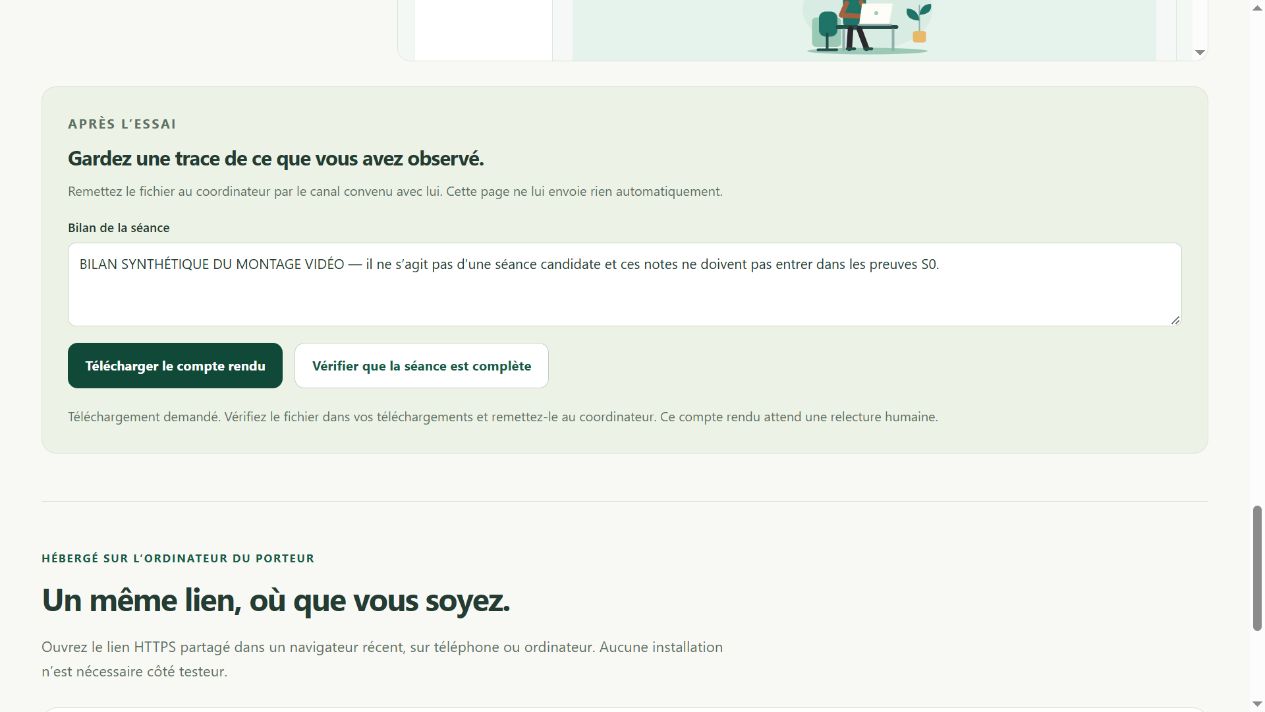 APRÈS L’ESSAI
Gardez une trace de ce que vous avez observé.
Remettez le fichier au coordinateur par le canal convenu avec lui. Cette page ne lui envoie rien automatiquement.
Bilan de la séance
BILAN SYNTHÉTIQUE DU MONTAGE VIDÉO — il ne s’agit pas d’une séance candidate et ces notes ne doivent pas entrer dans les preuves S0.
Télécharger le compte rendu
Vérifier que la séance est complète
Téléchargement demandé. Vérifiez le fichier dans vos téléchargements et remettez-le au coordinateur. Ce compte rendu attend une relecture humaine.
HÉBERGÉ SUR L’ORDINATEUR DU PORTEUR
Un même lien, où que vous soyez.
Ouvrez le lien HTTPS partagé dans un navigateur récent, sur téléphone ou ordinateur. Aucune installation
n’est nécessaire côté testeur.